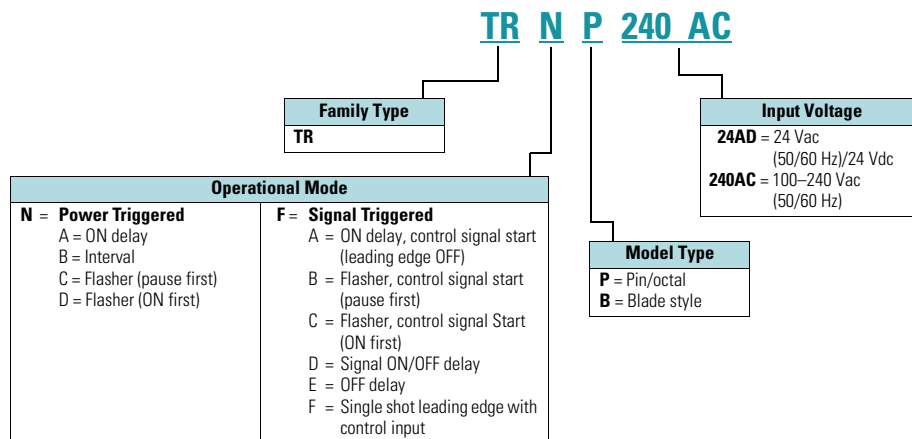 TR N P 240 AC
Family Type
TR
Input Voltage
24AD = 24 Vac
(50/60 Hz)/24 Vdc
240AC = 100–240 Vac
(50/60 Hz)
Operational Mode
N = Power Triggered
A = ON delay
B = Interval
C = Flasher (pause first)
D = Flasher (ON first)
F = Signal Triggered
A = ON delay, control signal start
(leading edge OFF)
B = Flasher, control signal start
(pause first)
C = Flasher, control signal Start
(ON first)
D = Signal ON/OFF delay
E = OFF delay
F = Single shot leading edge with
control input
Model Type
P = Pin/octal
B = Blade style